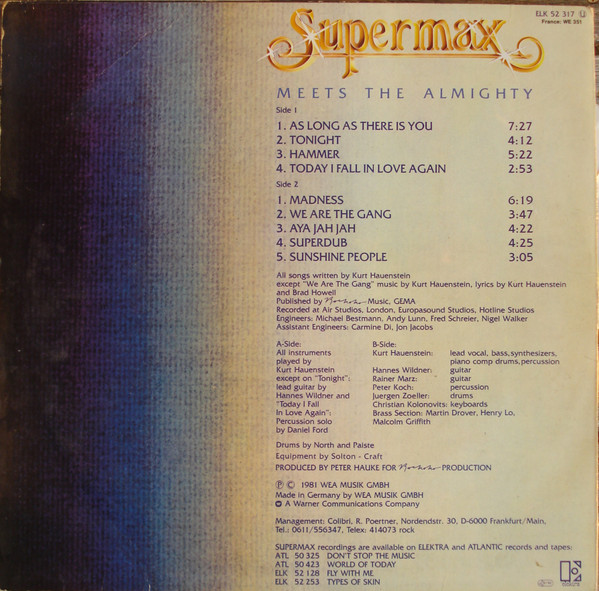 Supermax
ELK 52 317 U
France: WE 351
MEETS THE ALMIGHTY
Side 1
1. AS LONG AS THERE IS YOU 7:27
2. TONIGHT 4:12
3. HAMMER 5:22
4. TODAY I FALL IN LOVE AGAIN 2:53
Side 2
1. MADNESS 6:19
2. WE ARE THE GANG 3:47
3. AYA JAH JAH 4:22
4. SUPERDUB 4:25
5. SUNSHINE PEOPLE 3:05
All songs written by Kurt Hauenstein
except "We Are The Gang" music by Kurt Hauenstein, lyrics by Kurt Hauenstein
and Brad Howell
Published by Music, GEMA
Recorded at Air Studios, London, Europasound Studios, Hotline Studios
Engineers: Michael Bestmann, Andy Lunn, Fred Schreier, Nigel Walker
Assistant Engineers: Carmine Di, Jon Jacobs
A-Side:
All instruments
played by
Kurt Hauenstein
except on "Tonight":
lead guitar by
Hannes Wildner and
"Today I Fall
In Love Again":
Percussion solo
by Daniel Ford
B-Side:
Kurt Hauenstein: lead vocal, bass, synthesizers,
piano comp drums, percussion
Hannes Wildner: guitar
Rainer Marz: guitar
Peter Koch: percussion
Juergen Zoeller: drums
Christian Kolonovits: keyboards
Brass Section: Martin Drover, Henry Lo,
Malcolm Griffith
Drums by North and Paiste
Equipment by Solton - Craft
PRODUCED BY PETER HAUKE FOR PRODUCTION
Ⓟ © 1981 WEA MUSIK GMBH
Made in Germany by WEA MUSIK GMBH
A Warner Communications Company
Management: Colibri, R. Poertner, Nordendstr. 30, D-6000 Frankfurt/Main,
Tel.: 0611/556347, Telex: 414073 rock
SUPERMAX recordings are available on ELEKTRA and ATLANTIC records and tapes:
ATL 50 325 DON'T STOP THE MUSIC
ATL 50 423 WORLD OF TODAY
ELK 52 128 FLY WITH ME
ELK 52 253 TYPES OF SKIN